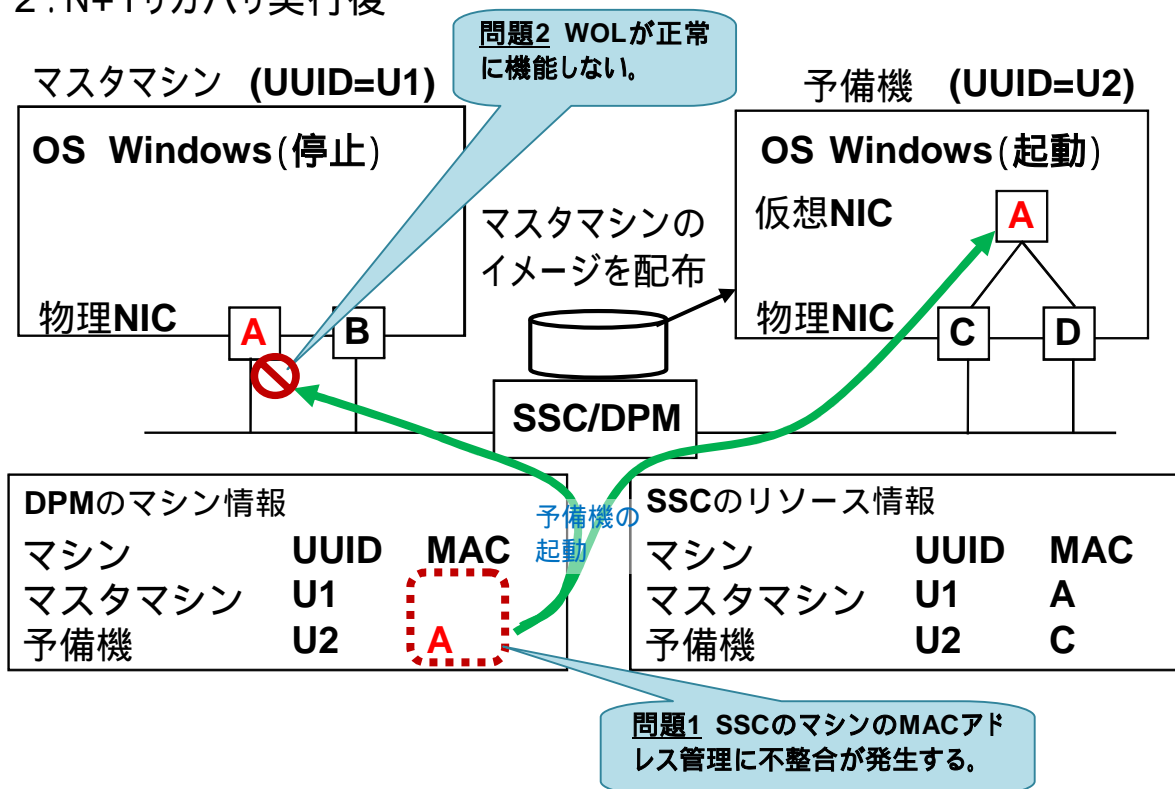 2 : N+1リカバリ実行後
問題2 WOLが正常
に機能しない。
マスタマシン (UUID=U1)
予備機 (UUID=U2)
OS Windows(停止)
OS Windows(起動)
仮想NIC
A
マスタマシンの
イメージを配布
物理NIC
A
B
物理NIC
C
D
SSC/DPM
DPMのマシン情報
マシン UUID MAC
マスタマシン U1
予備機 U2 A
予備機の
起動
SSCのリソース情報
マシン UUID MAC
マスタマシン U1 A
予備機 U2 C
問題1 SSCのマシンのMACアド
レス管理に不整合が発生する。